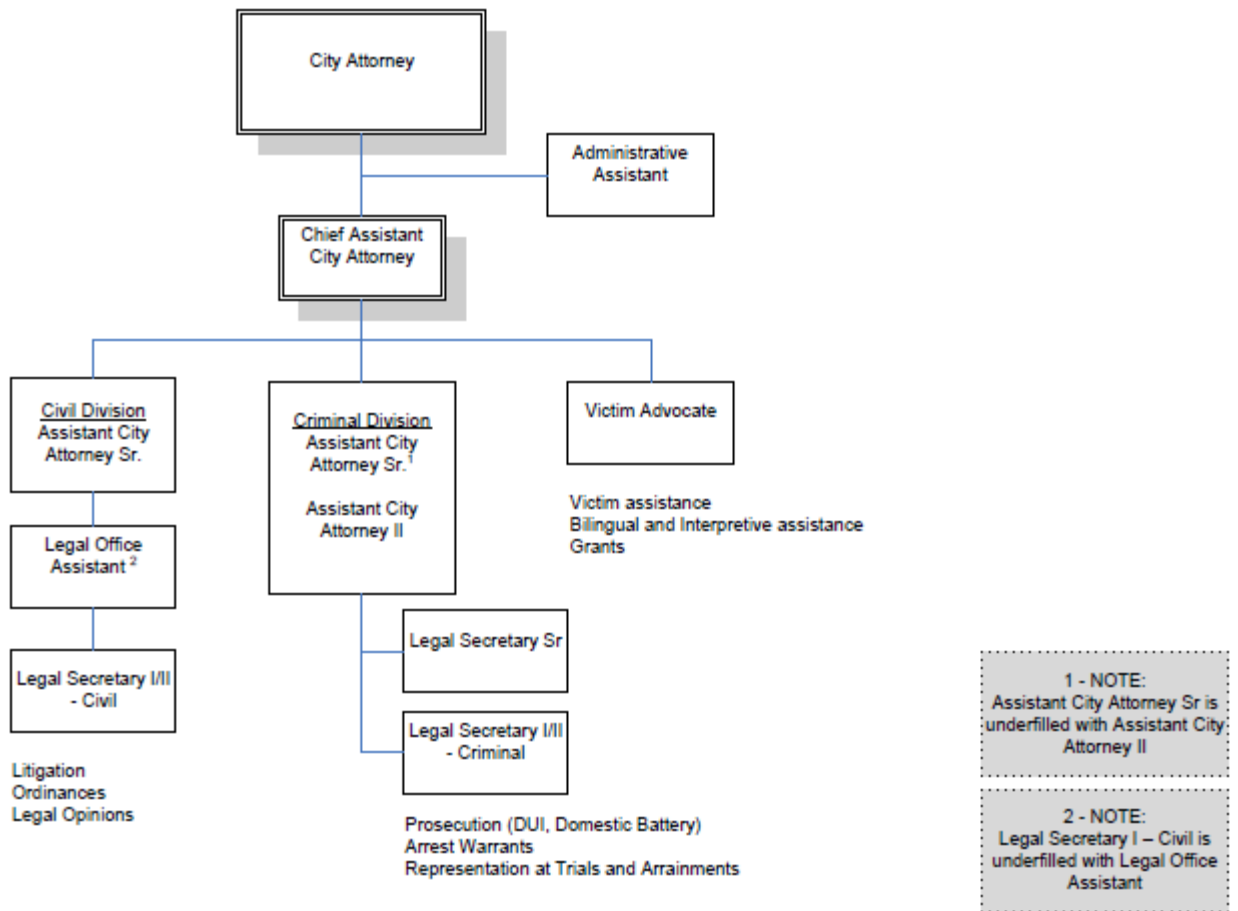 City Attorney
Administrative
Assistant
Chief Assistant
City Attorney
Civil Division
Assistant City
Attorney Sr.
Criminal Division
Assistant City
Attorney Sr.1
Assistant City
Attorney II
Victim Advocate
Victim assistance
Bilingual and Interpretive assistance
Grants
Legal Office
Assistant 2
Legal Secretary I/II
- Civil
Litigation
Ordinances
Legal Opinions
Legal Secretary Sr
Legal Secretary I/II
- Criminal
Prosecution (DUI, Domestic Battery)
Arrest Warrants
Representation at Trials and Arrainments
1 - NOTE:
Assistant City Attorney Sr is
underfilled with Assistant City
Attorney II
2 - NOTE:
Legal Secretary I – Civil is
underfilled with Legal Office
Assistant